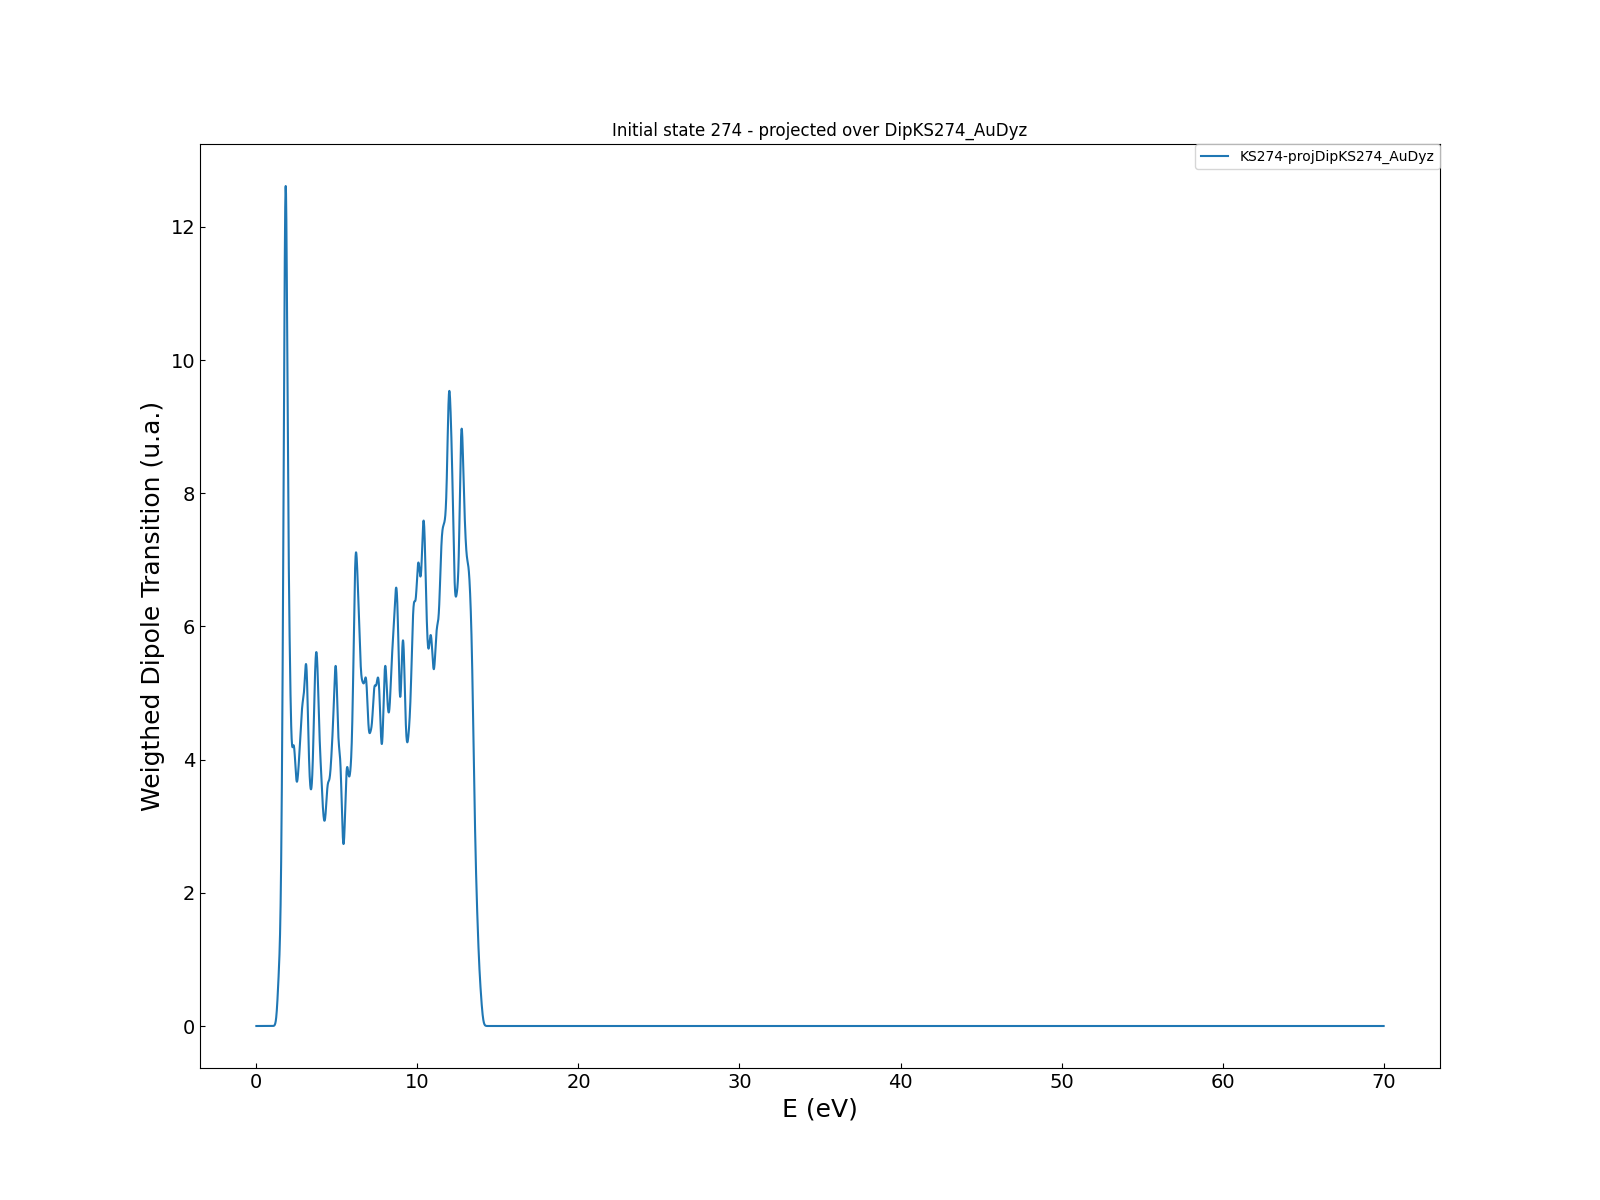 Initial state 274 - projected over DipKS274_AuDyz
KS274-projDipKS274_AuDyz
Weigthed Dipole Transition (u.a.)
12
10
8
6
4
2
0
0 10 20 30 40 50 60 70
E (eV)